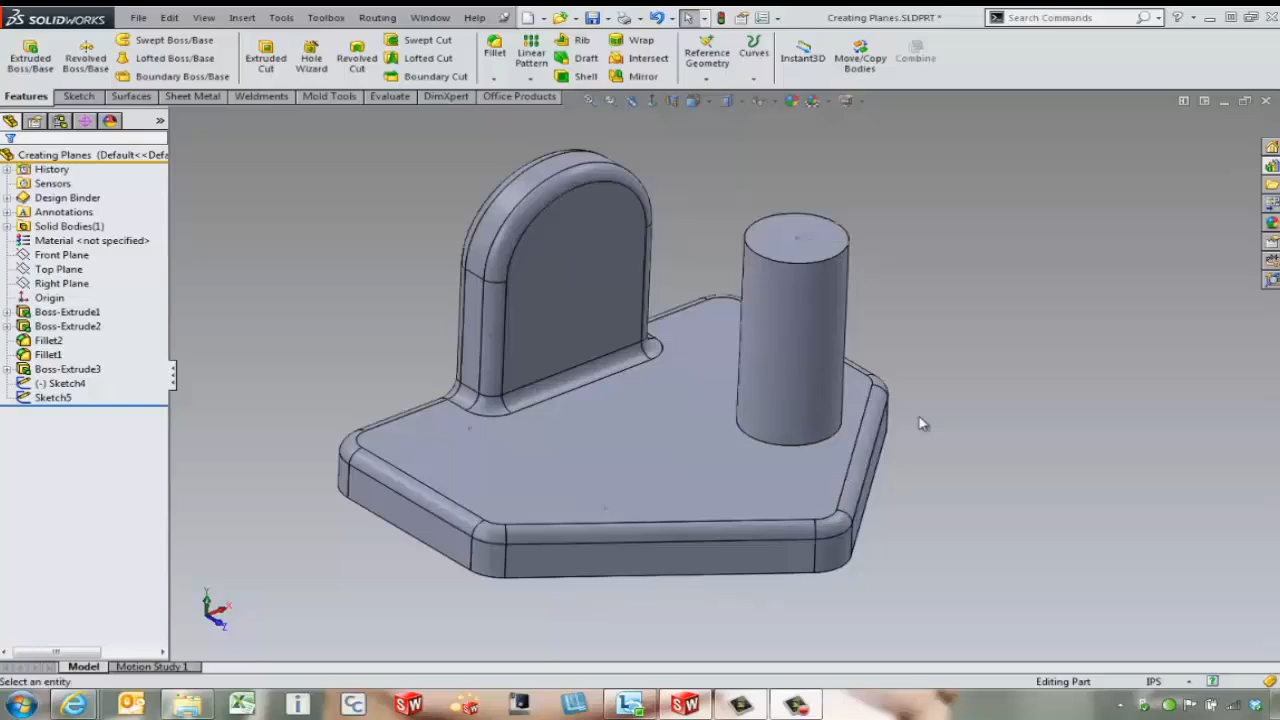 SOLIDWORKS File Edit View Insert Tools Toolbox Routing Window Help Creating Planes.SLDPRT * Search Commands ?
Extruded Boss/Base Revolved Boss/Base Swept Boss/Base Lofted Boss/Base Boundary Boss/Base Extruded Cut Hole Wizard Revolved Cut Swept Cut Lofted Cut Boundary Cut Fillet Linear Pattern Rib Draft Shell Wrap Intersect Mirror Reference Geometry Curves Instant3D Move/Copy Bodies Combine
Features Sketch Surfaces Sheet Metal Weldments Mold Tools Evaluate DimXpert Office Products
»
Creating Planes (Default<<Defa
History
Sensors
Design Binder
A Annotations
Solid Bodies(1)
Material <not specified>
Front Plane
Top Plane
Right Plane
Origin
Boss-Extrude1
Boss-Extrude2
Fillet2
Fillet1
Boss-Extrude3
(-) Sketch4
Sketch5
Y
X
Z
Model Motion Study 1
Select an entity Editing Part IPS ?